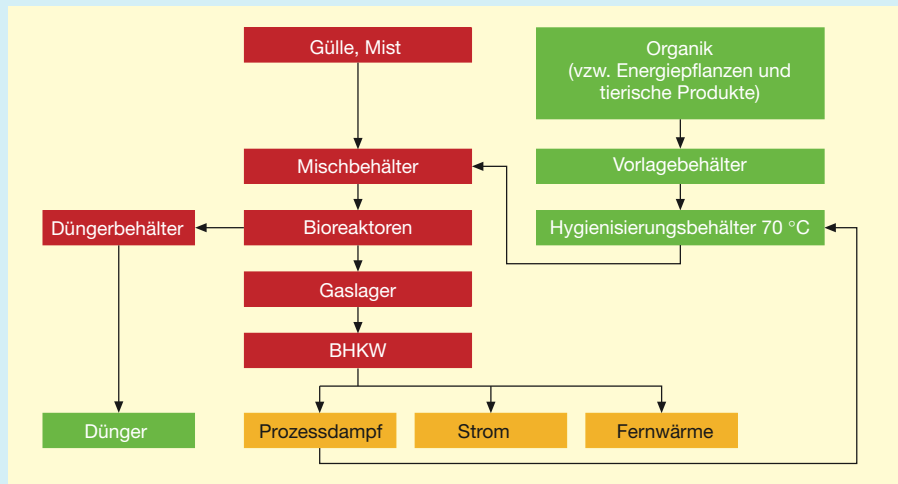 Gülle, Mist
Organik
(vzw. Energiepflanzen und
tierische Produkte)
Mischbehälter
Vorlagebehälter
Düngerbehälter
Bioreaktoren
Hygienisierungsbehälter 70 °C
Gaslager
BHKW
Dünger
Prozessdampf
Strom
Fernwärme